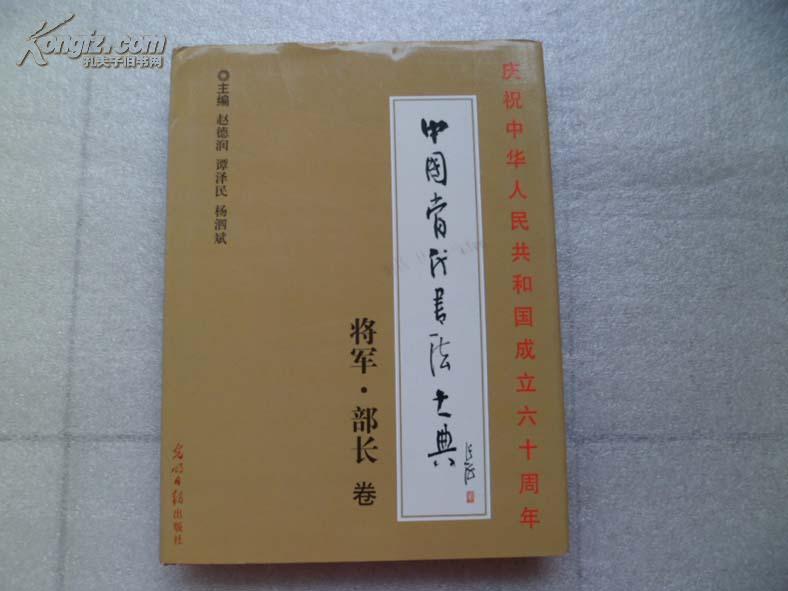 Kongfz.com
孔夫子旧书网
庆祝中华人民共和国成立六十周年
中国当代书法大典
将军·部长 卷
主编 赵德润 谭泽民 杨泗斌
光明日报出版社